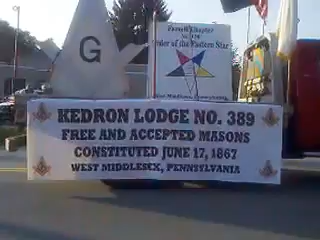 G
Farrell Chapter
Order of the Eastern Star
KEDRON LODGE NO. 389
FREE AND ACCEPTED MASONS
CONSTITUTED JUNE 17, 1867
WEST MIDDLESEX, PENNSYLVANIA